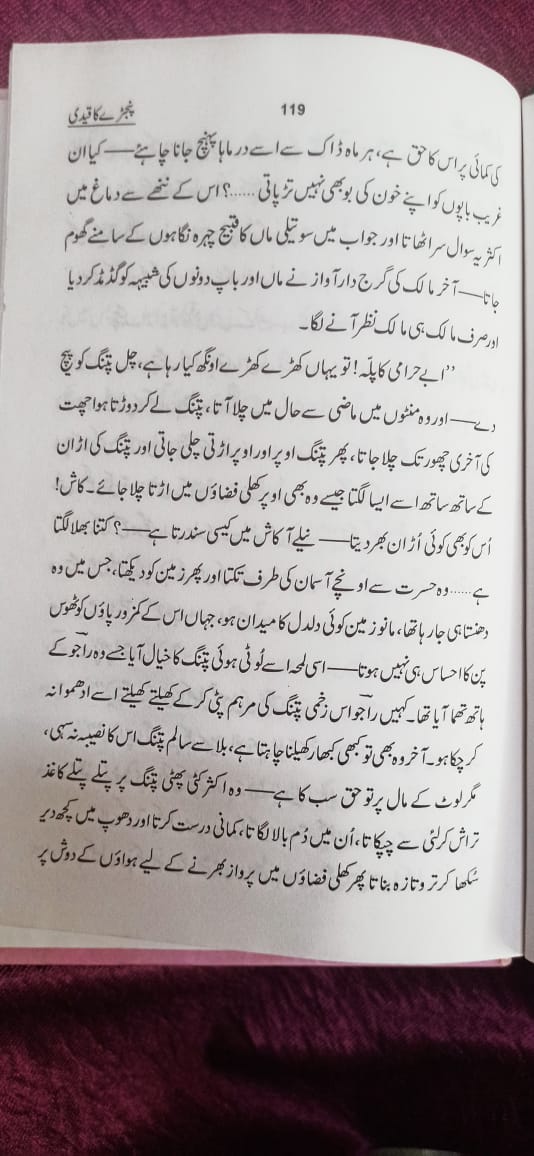 119
پنجڑے کا قیدی
کی کمائی پر اس کا حق ہے، ہر ماہ ڈاک سے اسے درماہا پہنچ جانا چاہئے — کیا ان
غریب باپوں کو اپنے خون کی بو بھی نہیں تڑپاتی......؟ اس کے ننھے سے دماغ میں
اکثر یہ سوال سر اٹھاتا اور جواب میں سوتیلی ماں کا قبیح چہرہ نگاہوں کے سامنے گھوم
جاتا — آخر مالک کی گرج دار آواز نے ماں اور باپ دونوں کی شبیہہ کو گڈمڈ کر دیا
اور صرف مالک ہی مالک نظر آنے لگا۔
”ابے حرامی کا پلّہ! تو یہاں کھڑے کھڑے اونگھ کیا رہا ہے، چل پتنگ کو پیچ
دے — اور وہ منٹوں میں ماضی سے حال میں چلا آتا، پتنگ لے کر دوڑتا ہوا چھت
کی آخری چھور تک چلا جاتا، پھر پتنگ اوپر اور اوپر اڑتی چلی جاتی اور پتنگ کی اڑان
کے ساتھ ساتھ اسے ایسا لگتا جیسے وہ بھی اوپر کھلی فضاؤں میں اڑتا چلا جائے۔ کاش!
اُس کو بھی کوئی اُڑان بھر دیتا — نیلے آکاش میں کیسی سندرتا ہے —؟ کتنا بھلا لگتا
ہے......وہ حسرت سے اونچے آسمان کی طرف تکتا اور پھر زمین کو دیکھتا، جس میں وہ
دھنستا ہی جا رہا تھا، مانو زمین کوئی دلدل کا میدان ہو، جہاں اس کے کمزور پاؤں کو ٹھوس
پن کا احساس ہی نہیں ہوتا — اسی لمحہ اسے لُوٹی ہوئی پتنگ کا خیال آیا جسے وہ راجو کے
ہاتھ تھما آیا تھا۔ کہیں راجو اس زخمی پتنگ کی مرہم پٹی کر کے کھیلتے کھیلتے اسے ادھموا نہ
کر چکا ہو۔ آخر وہ بھی تو کبھی کبھار کھیلنا چاہتا ہے، بلا سے سالم پتنگ اس کا نصیبہ نہ سہی،
مگر لوٹ کے مال پر تو حق سب کا ہے — وہ اکثر کٹی پھٹی پتنگ پر پتلے پتلے کاغذ
تراش کر لئی سے چپکاتا، اُن میں دُم بالا لگاتا، کمانی درست کرتا اور دھوپ میں کچھ دیر
سُکھا کر تر و تازہ بناتا پھر کھلی فضاؤں میں پرواز بھرنے کے لیے ہواؤں کے دوش پر